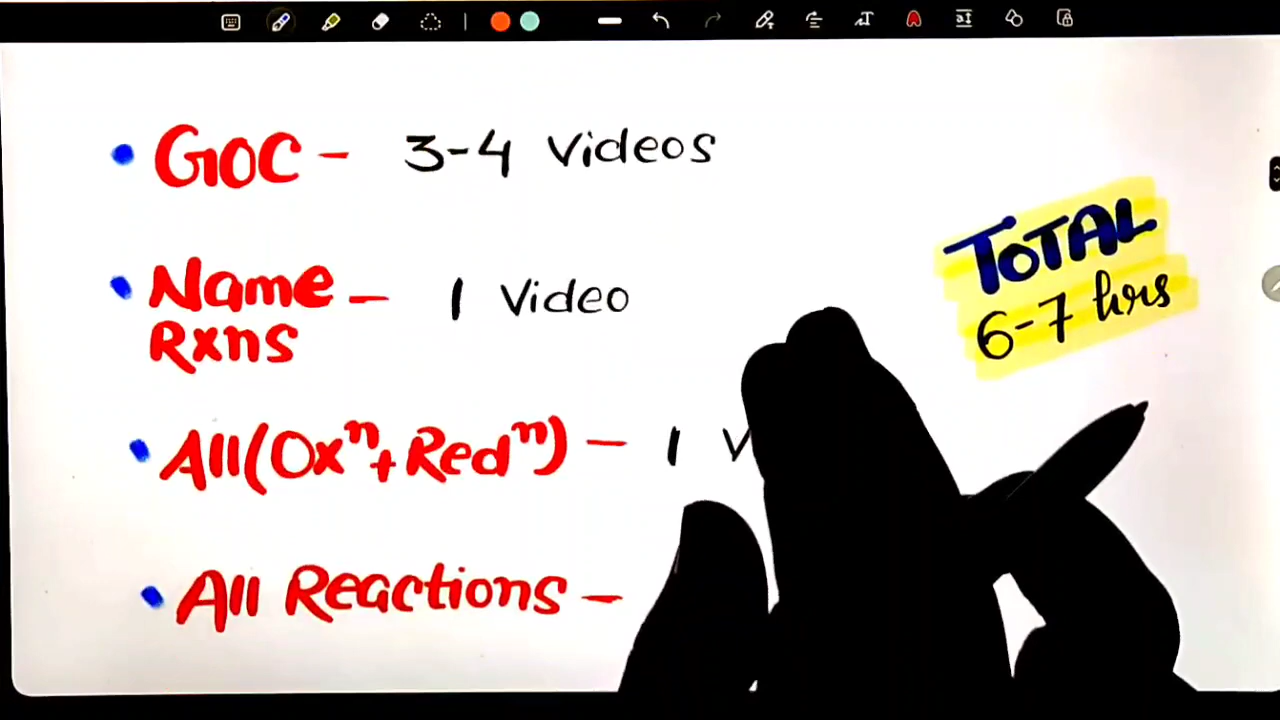 GOC - 3-4 Videos
TOTAL
6-7 hrs
Name - 1 Video
Rxns
All(Oxⁿ+Redⁿ) - 1 V
All Reactions -